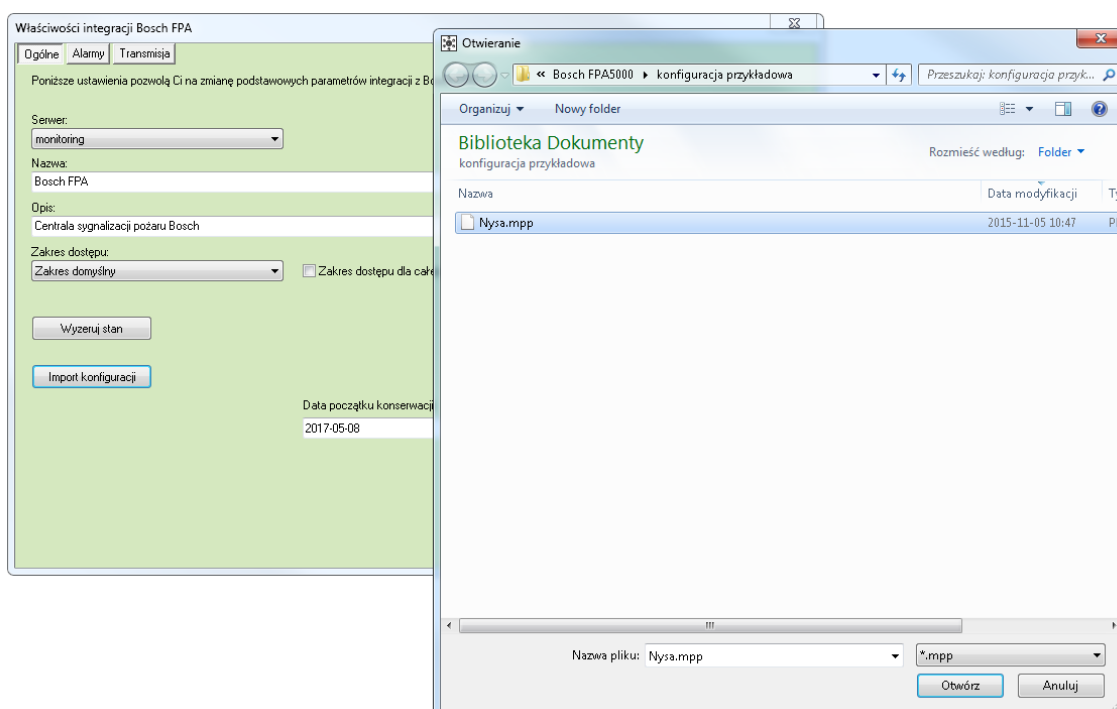 Właściwości integracji Bosch FPA
Ogólne Alarmy Transmisja
Poniższe ustawienia pozwolą Ci na zmianę podstawowych parametrów integracji z
Serwer:
monitoring
Nazwa:
Bosch FPA
Opis:
Centrala sygnalizacji pożaru Bosch
Zakres dostępu:
Zakres domyślny
Zakres dostępu dla
Wyzeruj stan
Import konfiguracji
Data początku konserwacji
2017-05-08
Otwieranie
« Bosch FPA5000 konfiguracja przykładowa
Przeszukaj: konfiguracja przyk...
Organizuj Nowy folder
Biblioteka Dokumenty
konfiguracja przykładowa
Rozmieść według: Folder
Nazwa Data modyfikacji
Nysa.mpp 2015-11-05 10:47
Nazwa pliku: Nysa.mpp *.mpp
Otwórz Anuluj